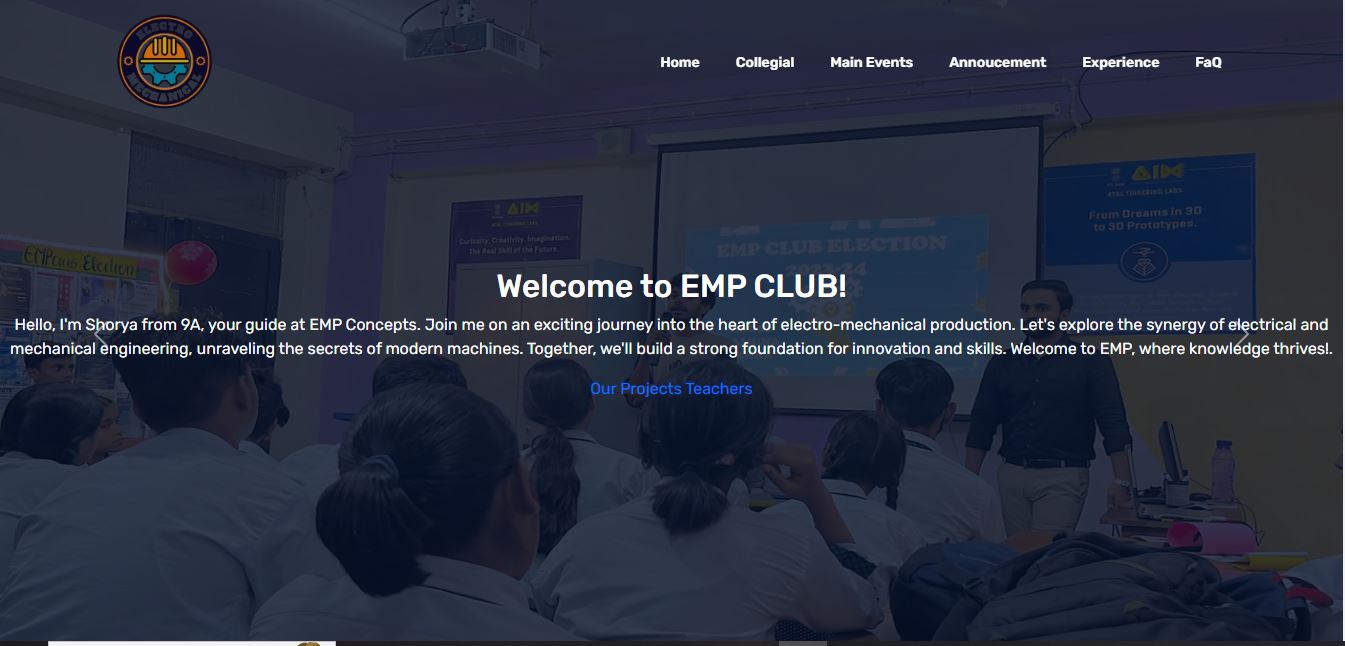 ELECTRO
MECHANICAL
Home
Collegial
Main Events
Annoucement
Experience
FaQ
AIM
ATAL TINKERING LABS
Curiosity, Creativity, Imagination.
The Real Skill of the Future.
AIM
ATAL TINKERING LABS
From Dreams in 3D
to 3D Prototypes.
EMP CLUB ELECTION
2023-24
EMP Club Election
Welcome to EMP CLUB!
Hello, I'm Shorya from 9A, your guide at EMP Concepts. Join me on an exciting journey into the heart of electro-mechanical production. Let's explore the synergy of electrical and
mechanical engineering, unraveling the secrets of modern machines. Together, we'll build a strong foundation for innovation and skills. Welcome to EMP, where knowledge thrives!.
Our Projects Teachers